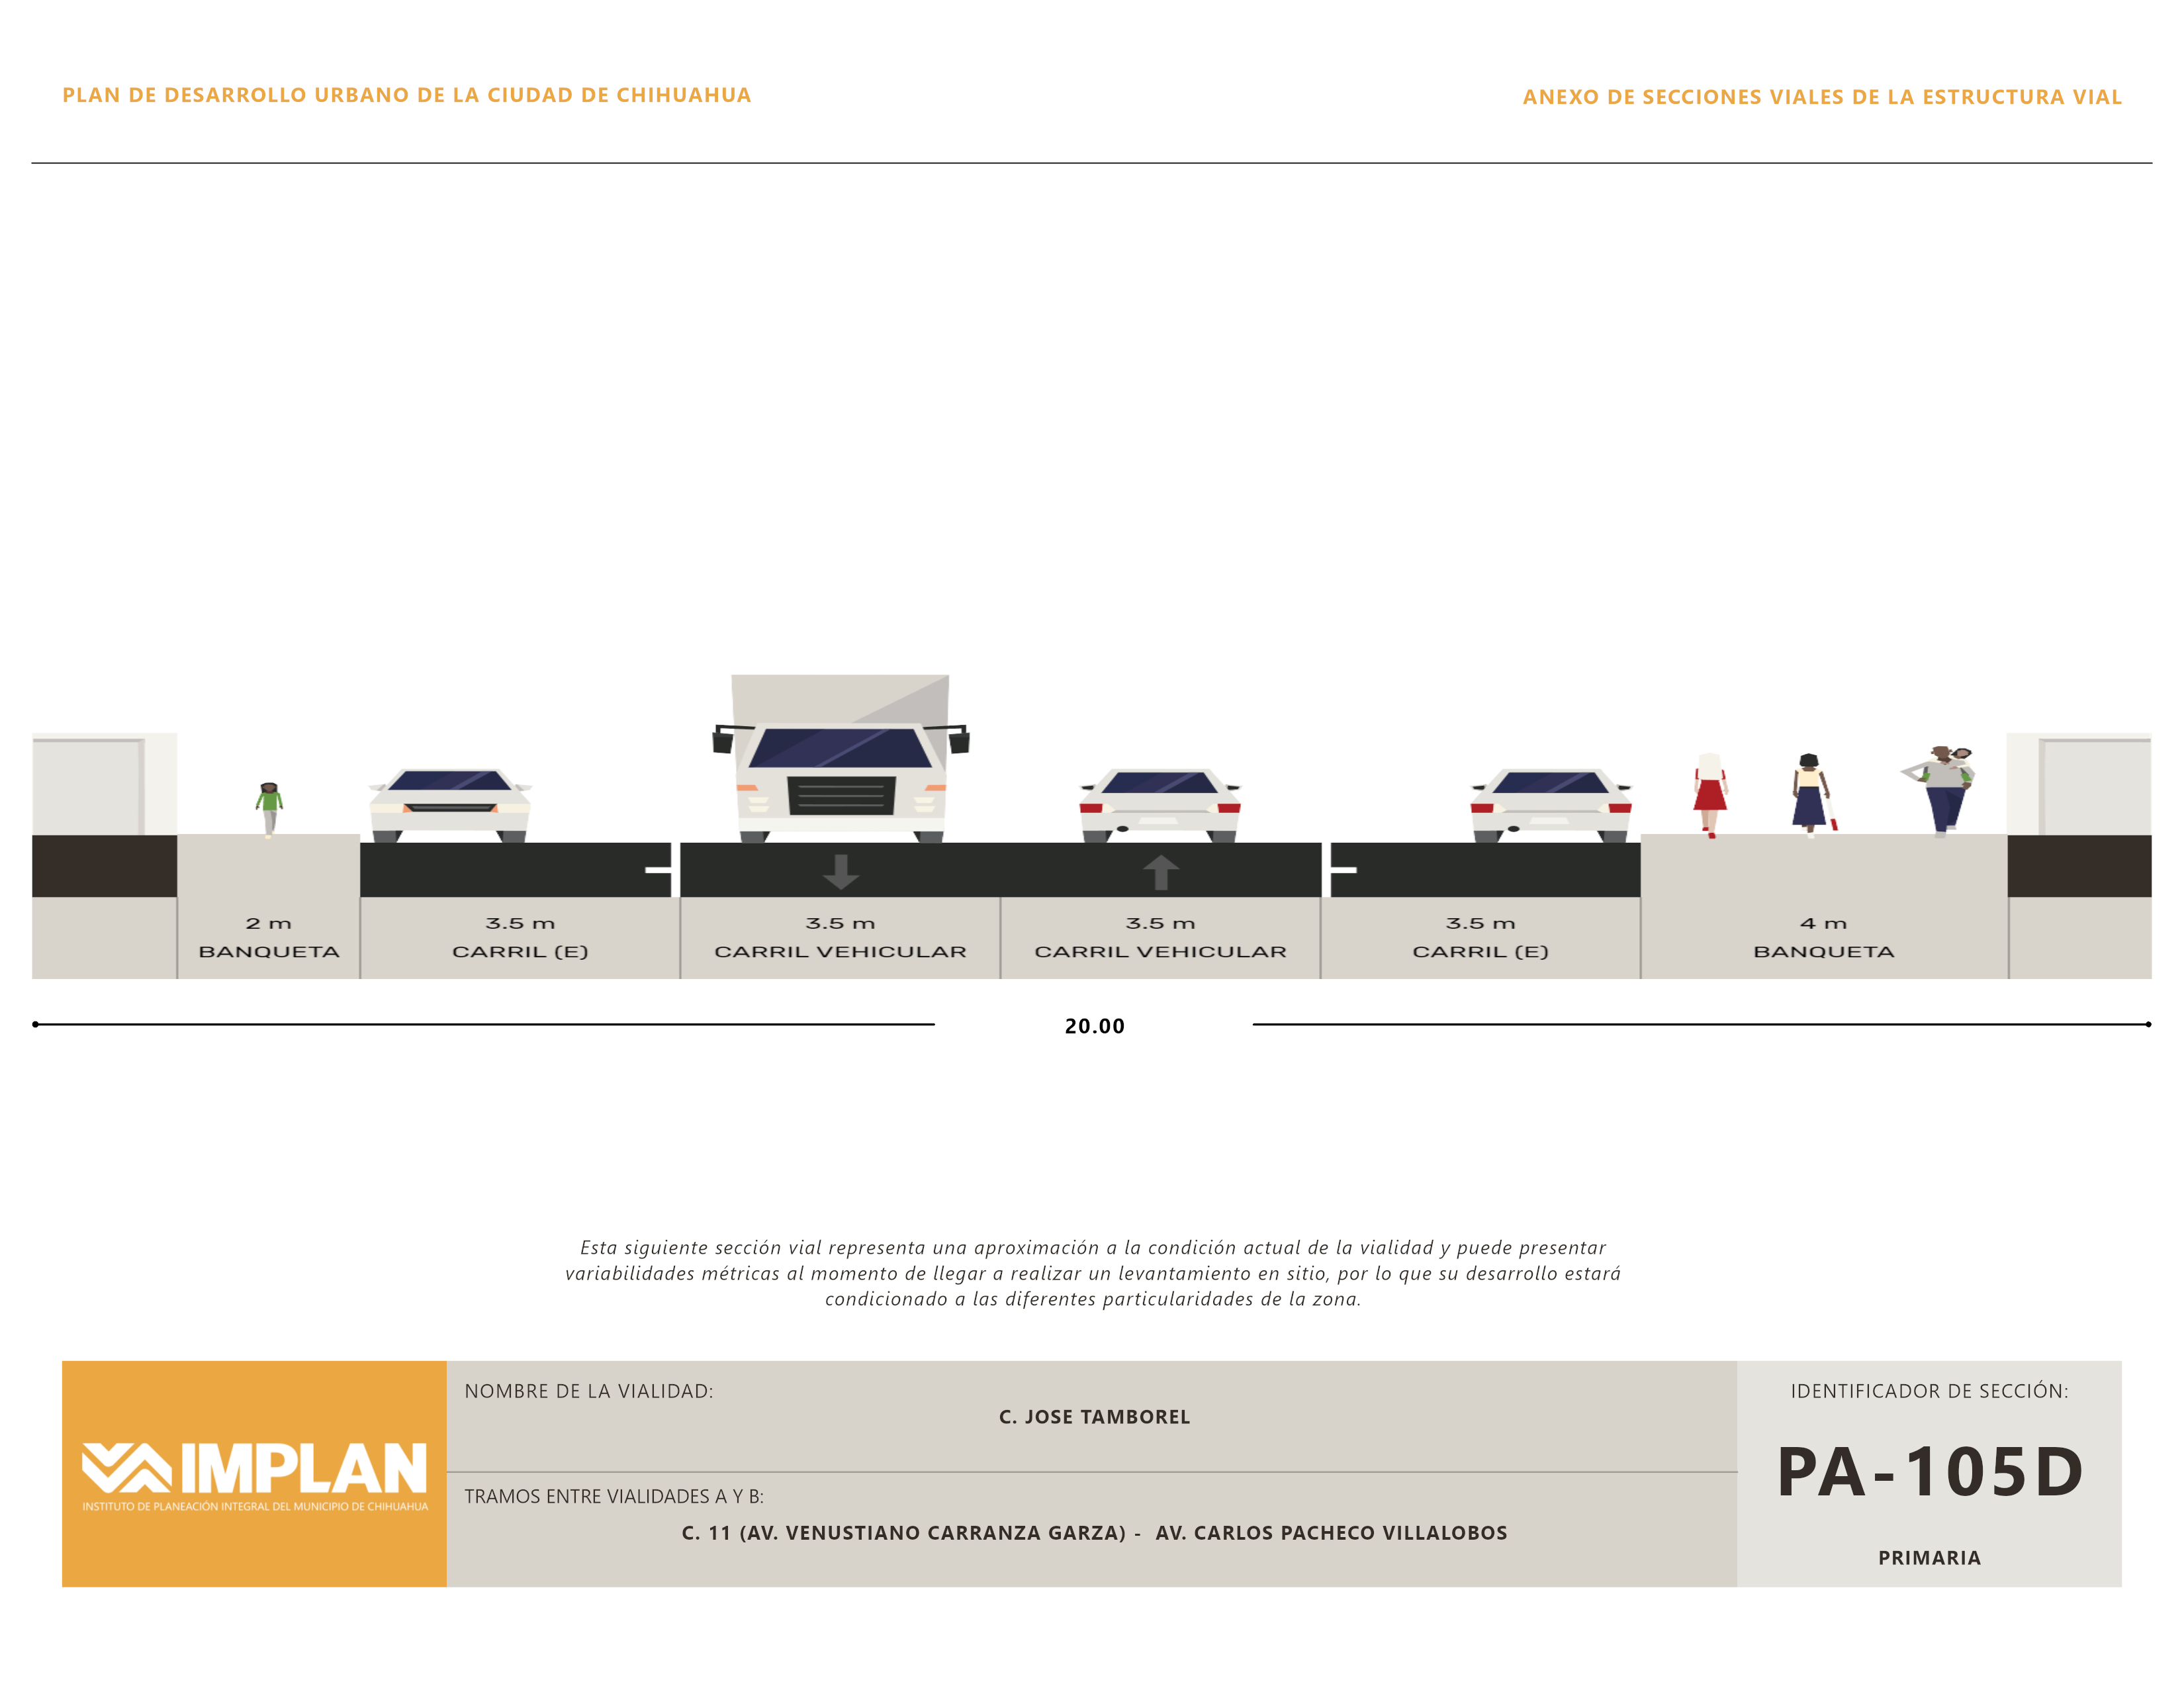 PLAN DE DESARROLLO URBANO DE LA CIUDAD DE CHIHUAHUA
ANEXO DE SECCIONES VIALES DE LA ESTRUCTURA VIAL
2 m
BANQUETA
3.5 m
CARRIL (E)
3.5 m
CARRIL VEHICULAR
3.5 m
CARRIL VEHICULAR
3.5 m
CARRIL (E)
4 m
BANQUETA
20.00
Esta siguiente sección vial representa una aproximación a la condición actual de la vialidad y puede presentar
variabilidades métricas al momento de llegar a realizar un levantamiento en sitio, por lo que su desarrollo estará
condicionado a las diferentes particularidades de la zona.
IMPLAN
INSTITUTO DE PLANEACIÓN INTEGRAL DEL MUNICIPIO DE CHIHUAHUA
NOMBRE DE LA VIALIDAD:
C. JOSE TAMBOREL
TRAMOS ENTRE VIALIDADES A Y B:
C. 11 (AV. VENUSTIANO CARRANZA GARZA) - AV. CARLOS PACHECO VILLALOBOS
IDENTIFICADOR DE SECCIÓN:
PA-105D
PRIMARIA